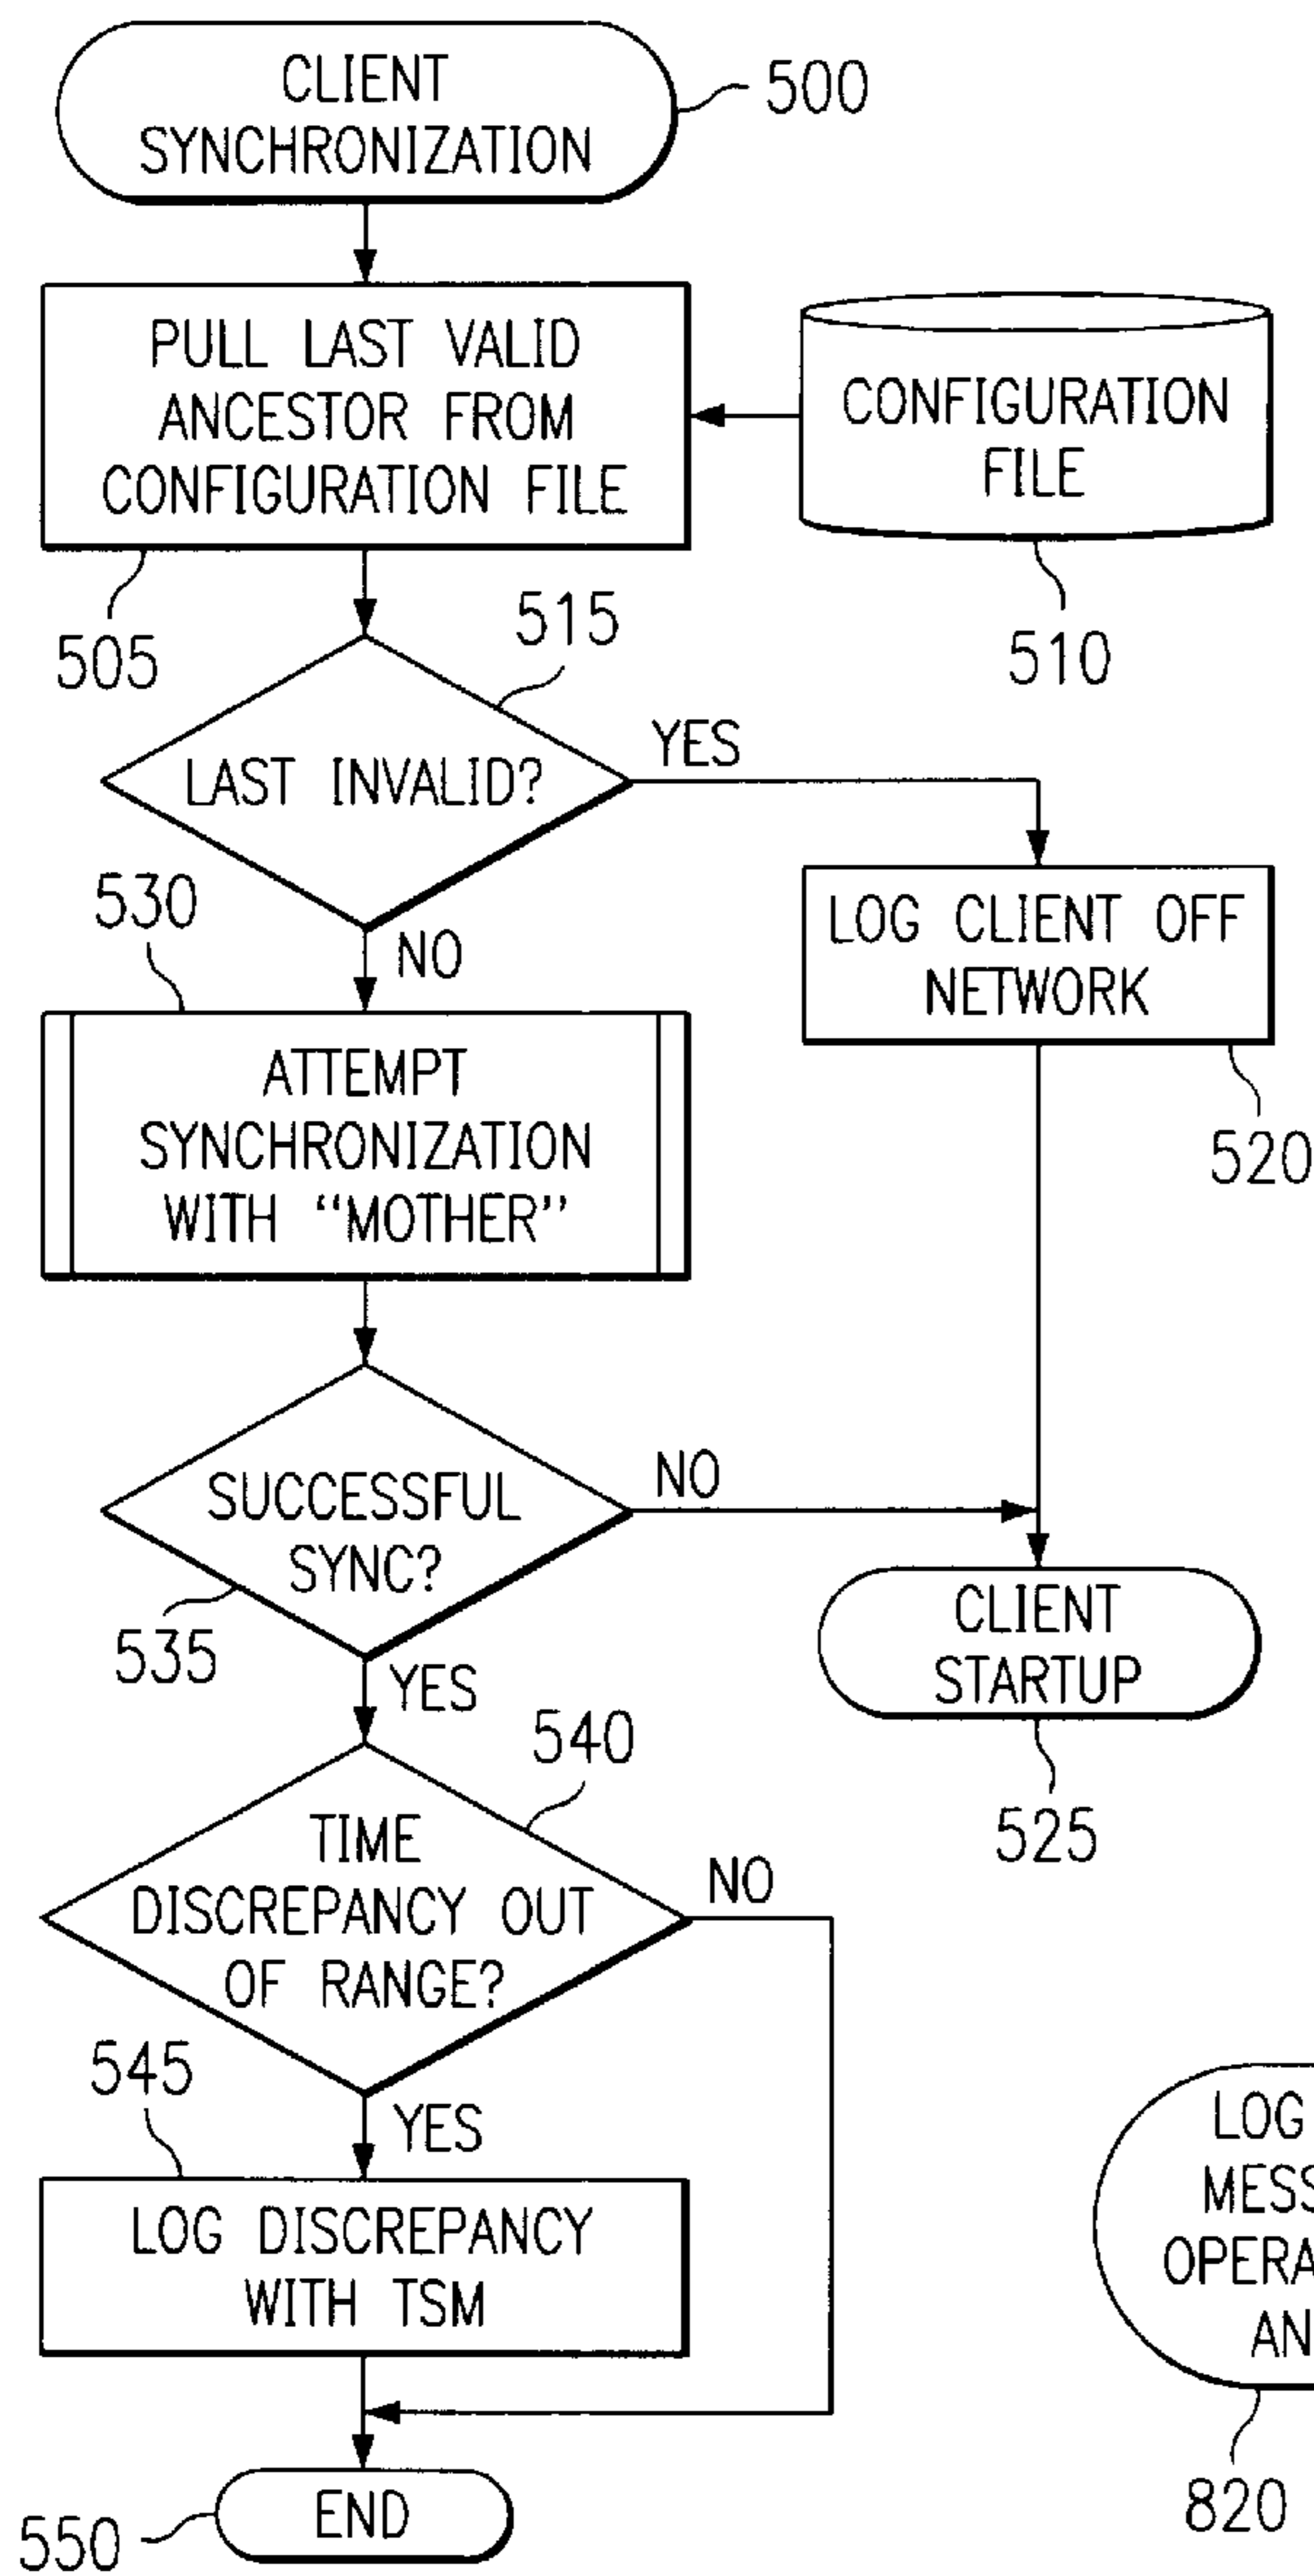 CLIENT
SYNCHRONIZATION
500
PULL LAST VALID
ANCESTOR FROM
CONFIGURATION FILE
505
CONFIGURATION
FILE
510
515
LAST INVALID?
YES
NO
LOG CLIENT OFF
NETWORK
520
530
ATTEMPT
SYNCHRONIZATION
WITH “MOTHER”
SUCCESSFUL
SYNC?
535
NO
YES
CLIENT
STARTUP
525
540
TIME
DISCREPANCY OUT
OF RANGE?
NO
YES
545
LOG DISCREPANCY
WITH TSM
END
550
LOG
820